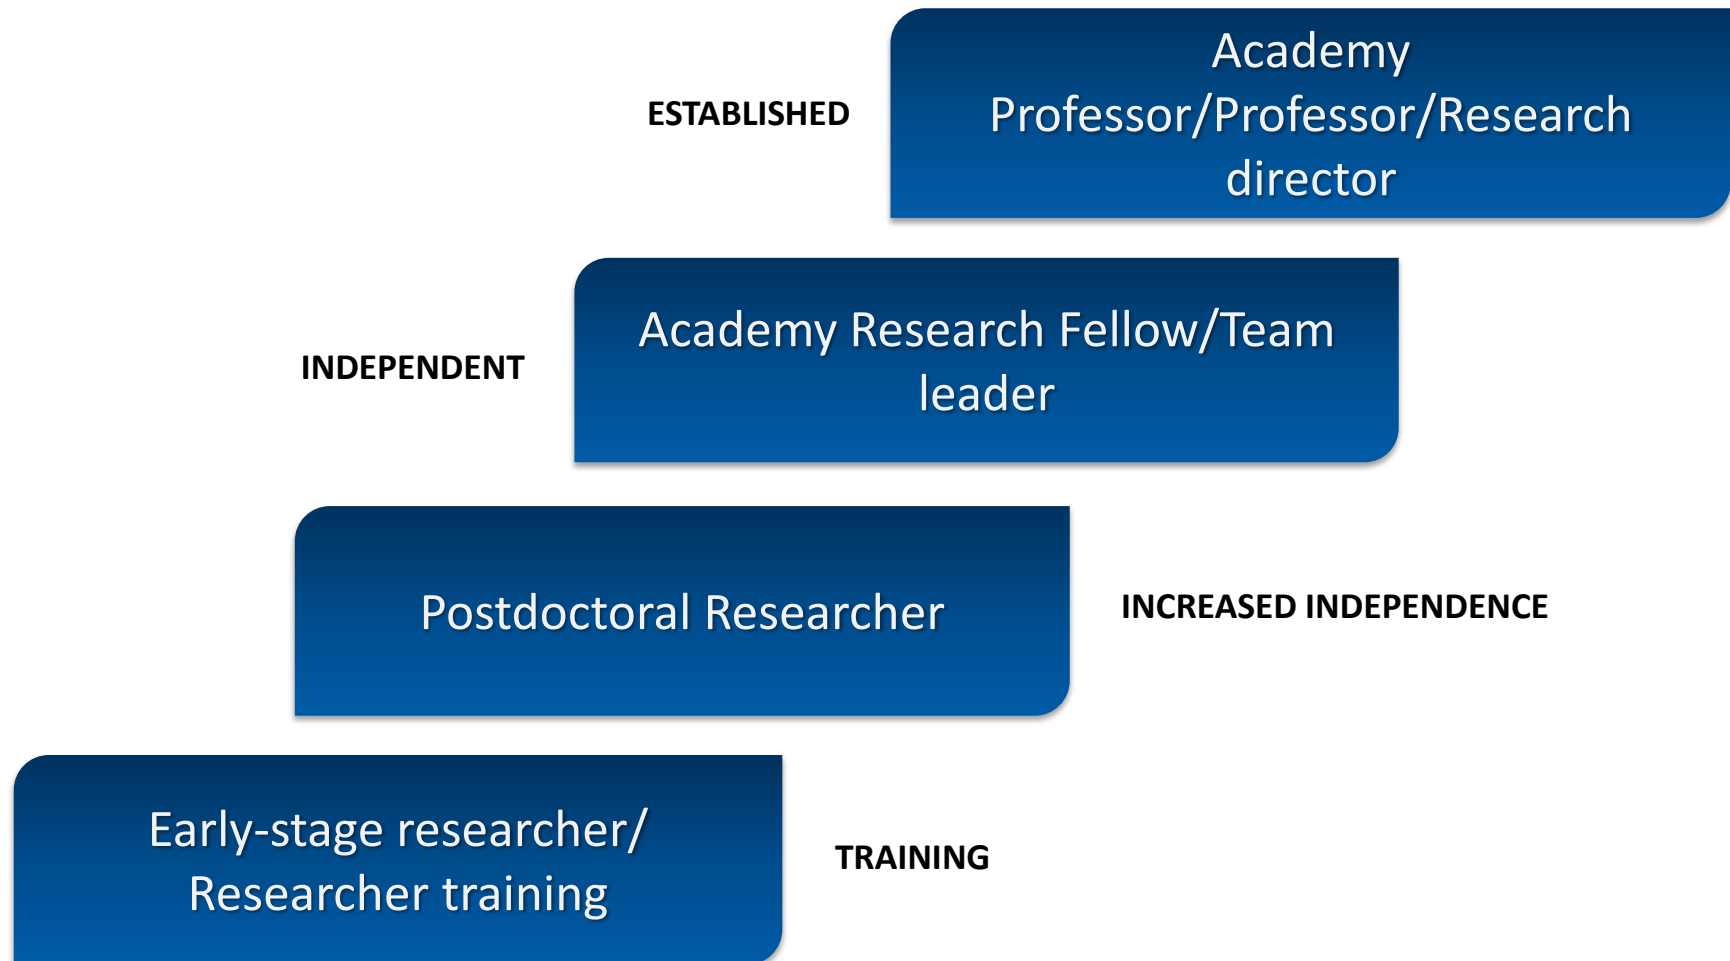 ESTABLISHED
Academy
Professor/Professor/Research
director
INDEPENDENT
Academy Research Fellow/Team
leader
Postdoctoral Researcher
INCREASED INDEPENDENCE
Early-stage researcher/
Researcher training
TRAINING